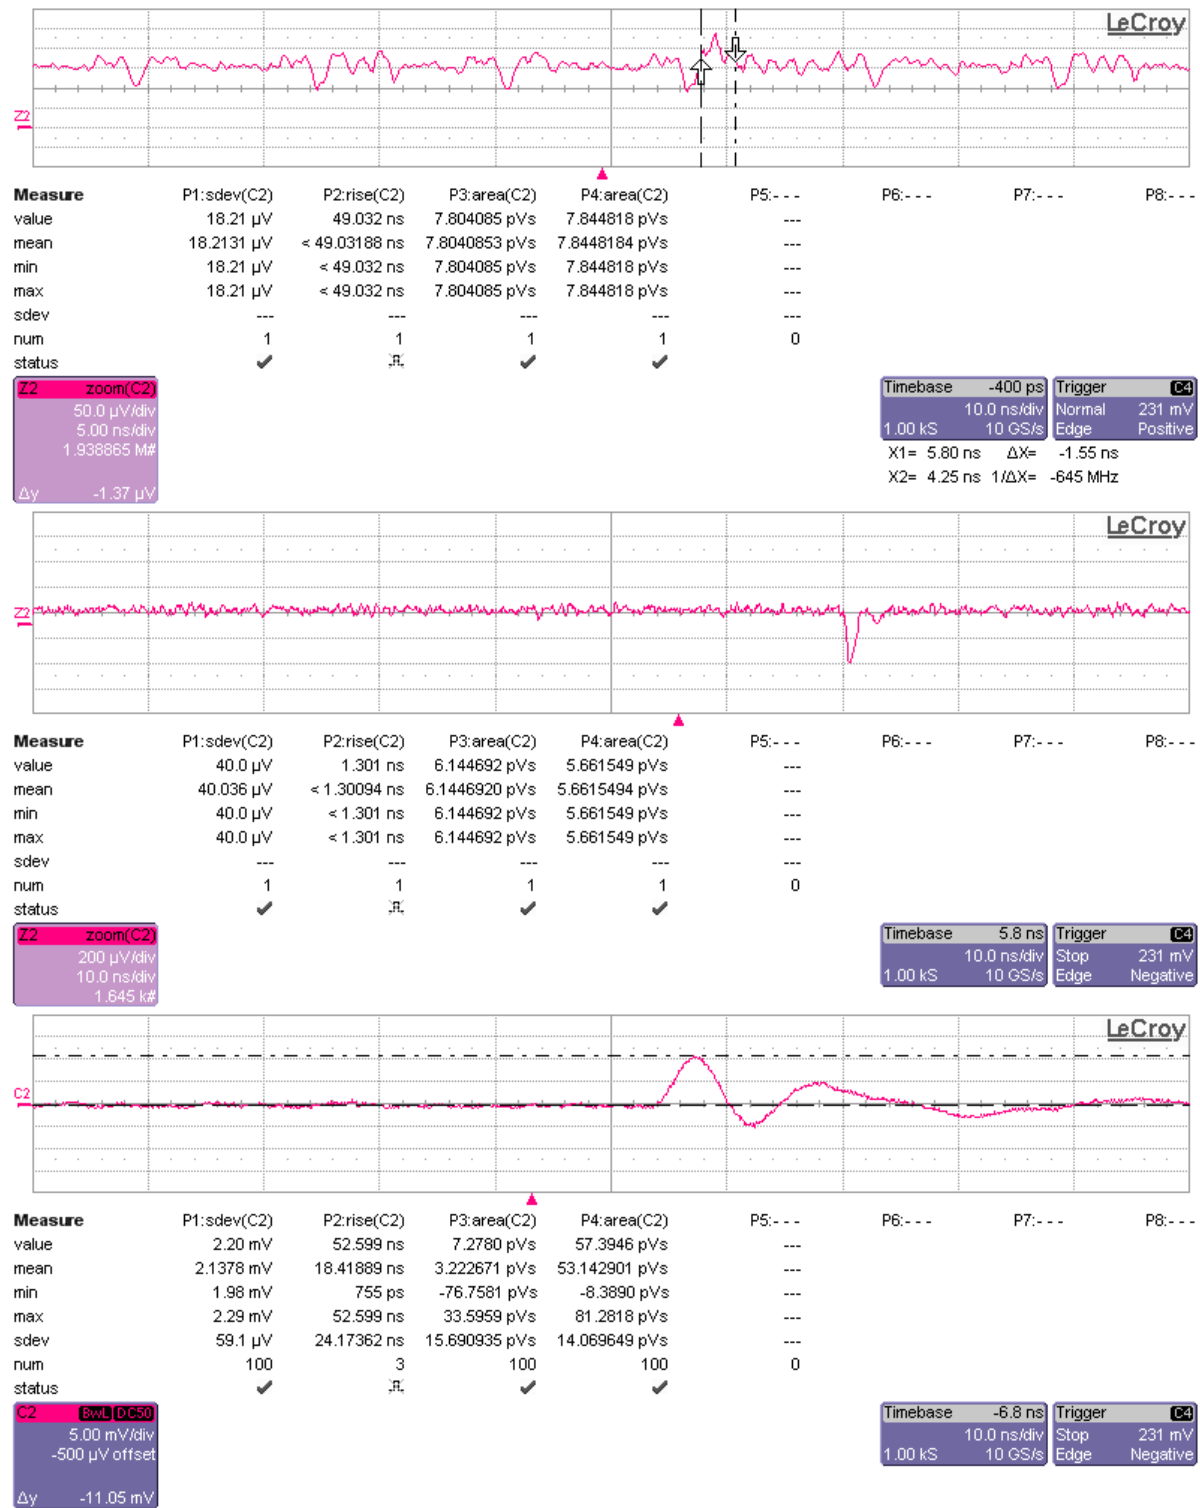 LeCroy
Z2
Measure P1:sdev(C2) P2:rise(C2) P3:area(C2) P4:area(C2) P5:- - - P6:- - - P7:- - - P8:- - -
value 18.21 µV 49.032 ns 7.804085 pVs 7.844818 pVs ---
mean 18.2131 µV < 49.03188 ns 7.8040853 pVs 7.8448184 pVs ---
min 18.21 µV < 49.032 ns 7.804085 pVs 7.844818 pVs ---
max 18.21 µV < 49.032 ns 7.804085 pVs 7.844818 pVs ---
sdev --- --- --- --- ---
num 1 1 1 1 0
status
Z2 zoom(C2)
50.0 µV/div
5.00 ns/div
1.938865 M#
Δy -1.37 µV
Timebase -400 ps
10.0 ns/div
1.00 kS 10 GS/s
Trigger C4
Normal 231 mV
Edge Positive
X1= 5.80 ns ΔX= -1.55 ns
X2= 4.25 ns 1/ΔX= -645 MHz
LeCroy
Z2
Measure P1:sdev(C2) P2:rise(C2) P3:area(C2) P4:area(C2) P5:- - - P6:- - - P7:- - - P8:- - -
value 40.0 µV 1.301 ns 6.144692 pVs 5.661549 pVs ---
mean 40.036 µV < 1.30094 ns 6.1446920 pVs 5.6615494 pVs ---
min 40.0 µV < 1.301 ns 6.144692 pVs 5.661549 pVs ---
max 40.0 µV < 1.301 ns 6.144692 pVs 5.661549 pVs ---
sdev --- --- --- --- ---
num 1 1 1 1 0
status
Z2 zoom(C2)
200 µV/div
10.0 ns/div
1.645 k#
Timebase 5.8 ns
10.0 ns/div
1.00 kS 10 GS/s
Trigger C4
Stop 231 mV
Edge Negative
LeCroy
C2
Measure P1:sdev(C2) P2:rise(C2) P3:area(C2) P4:area(C2) P5:- - - P6:- - - P7:- - - P8:- - -
value 2.20 mV 52.599 ns 7.2780 pVs 57.3946 pVs ---
mean 2.1378 mV 18.41889 ns 3.222671 pVs 53.142901 pVs ---
min 1.98 mV 755 ps -76.7581 pVs -8.3890 pVs ---
max 2.29 mV 52.599 ns 33.5959 pVs 81.2818 pVs ---
sdev 59.1 µV 24.17362 ns 15.690935 pVs 14.069649 pVs ---
num 100 3 100 100 0
status
C2 BwL DC50
5.00 mV/div
-500 µV offset
Δy -11.05 mV
Timebase -6.8 ns
10.0 ns/div
1.00 kS 10 GS/s
Trigger C4
Stop 231 mV
Edge Negative